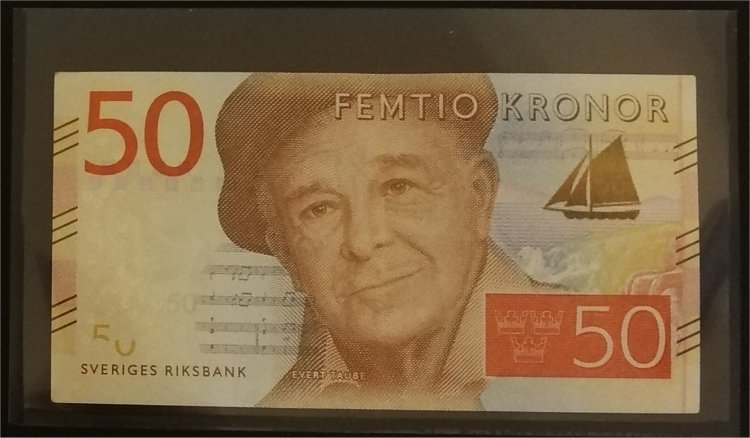 50
FEMTIO KRONOR
50
SVERIGES RIKSBANK
EVERT TAUBE
50